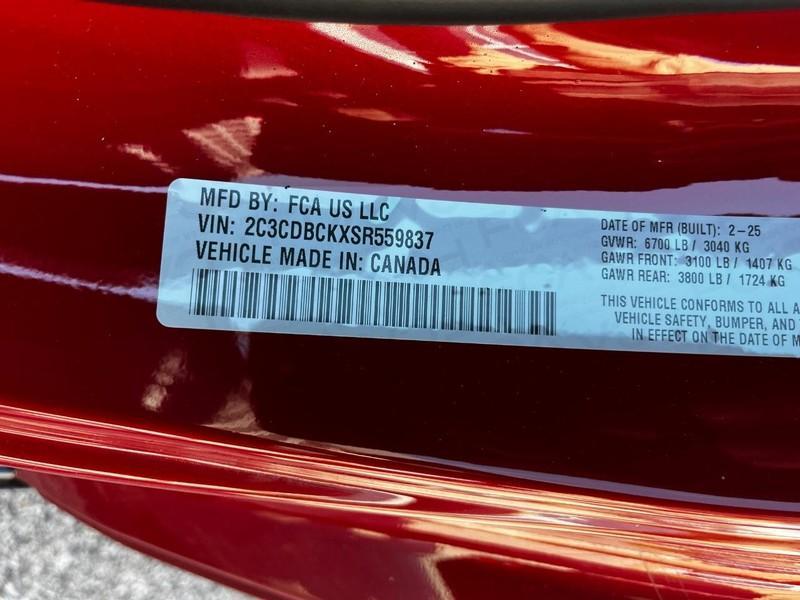 MFD BY: FCA US LLC
VIN: 2C3CDBCKXSR559837
VEHICLE MADE IN: CANADA
DATE OF MFR (BUILT): 2-25
GVWR: 6700 LB / 3040 KG
GAWR FRONT: 3100 LB / 1407 KG
GAWR REAR: 3800 LB / 1724 KG
THIS VEHICLE CONFORMS TO ALL A
VEHICLE SAFETY, BUMPER, AND
IN EFFECT ON THE DATE OF M